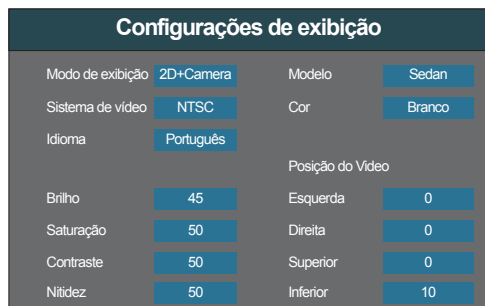 Configurações de exibição
Modo de exibição 2D+Camera Modelo Sedan
Sistema de vídeo NTSC Cor Branco
Idioma Português
Posição do Video
Brilho 45 Esquerda 0
Saturação 50 Direita 0
Contraste 50 Superior 0
Nitidez 50 Inferior 10